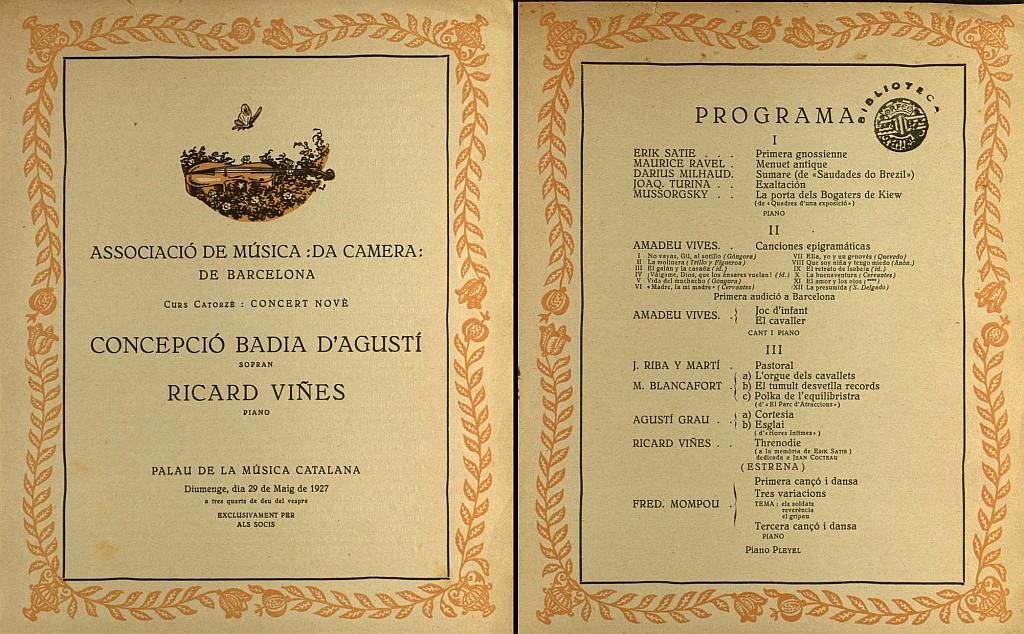 ASSOCIACIÓ DE MÚSICA :DA CAMERA:
DE BARCELONA
CURS CATORZÈ : CONCERT NOVÈ
CONCEPCIÓ BADIA D'AGUSTÍ
SOPRAN
RICARD VIÑES
PIANO
PALAU DE LA MÚSICA CATALANA
Diumenge, dia 29 de Maig de 1927
a tres quarts de deu del vespre
EXCLUSIVAMENT PER
ALS SOCIS
BIBLIOTECA
PROGRAMA
I
ERIK SATIE . . . Primera gnossienne
MAURICE RAVEL . Menuet antique
DARIUS MILHAUD. Sumare (de «Saudades do Brezil»)
JOAQ. TURINA . . Exaltación
MUSSORGSKY . . La porta dels Bogaters de Kiew
(de «Quadres d'una exposició»)
PIANO
II
AMADEU VIVES. . Canciones epigramáticas
I No vayas, Gil, al sotillo (Góngora)
II La molinera (Trillo y Figueroa)
III El galán y la casada (íd.)
IV ¡Válgame, Dios, que los ánsares vuelan! (íd.)
V Vida del muchacho (Góngora)
VI «Madre, la mi madre» (Cervantes)
VII Ella, yo y un genovés (Quevedo)
VIII Que soy niña y tengo miedo (Anón.)
IX El retrato de Isabela (íd.)
X La buenaventura (Cervantes)
XI El amor y los ojos (***)
XII La presumida (S. Delgado)
Primera audició a Barcelona
AMADEU VIVES. . Joc d'infant
El cavaller
CANT I PIANO
III
J. RIBA Y MARTÍ . Pastoral
M. BLANCAFORT . a) L'orgue dels cavallets
b) El tumult desvetlla records
c) Polka de l'equilibrista
(d'«El Parc d'Atraccions»)
AGUSTÍ GRAU . . a) Cortesia
b) Esglai
(d'«Hores Intimes»)
RICARD VIÑES . . Threnodie
(a la memòria de ERIK SATIE)
dedicada a JEAN COCTEAU
(ESTRENA)
FRED. MOMPOU . Primera cançó i dansa
Tres variacions
TEMA : els soldats
reverència
el gripau
Tercera cançó i dansa
PIANO
Piano PLEYEL